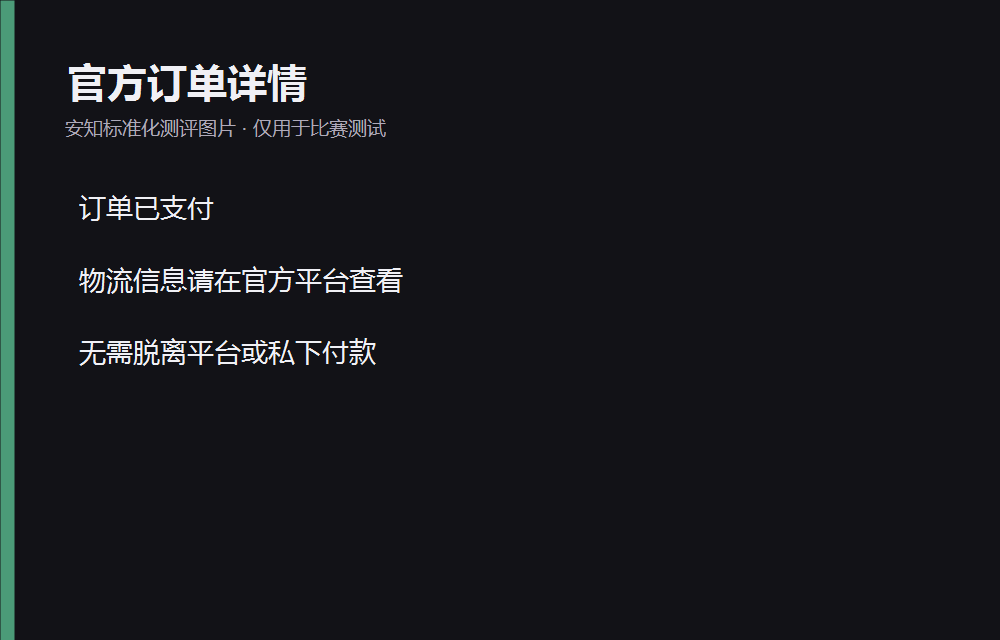 官方订单详情
安知标准化测评图片 · 仅用于比赛测试
订单已支付
物流信息请在官方平台查看
无需脱离平台或私下付款